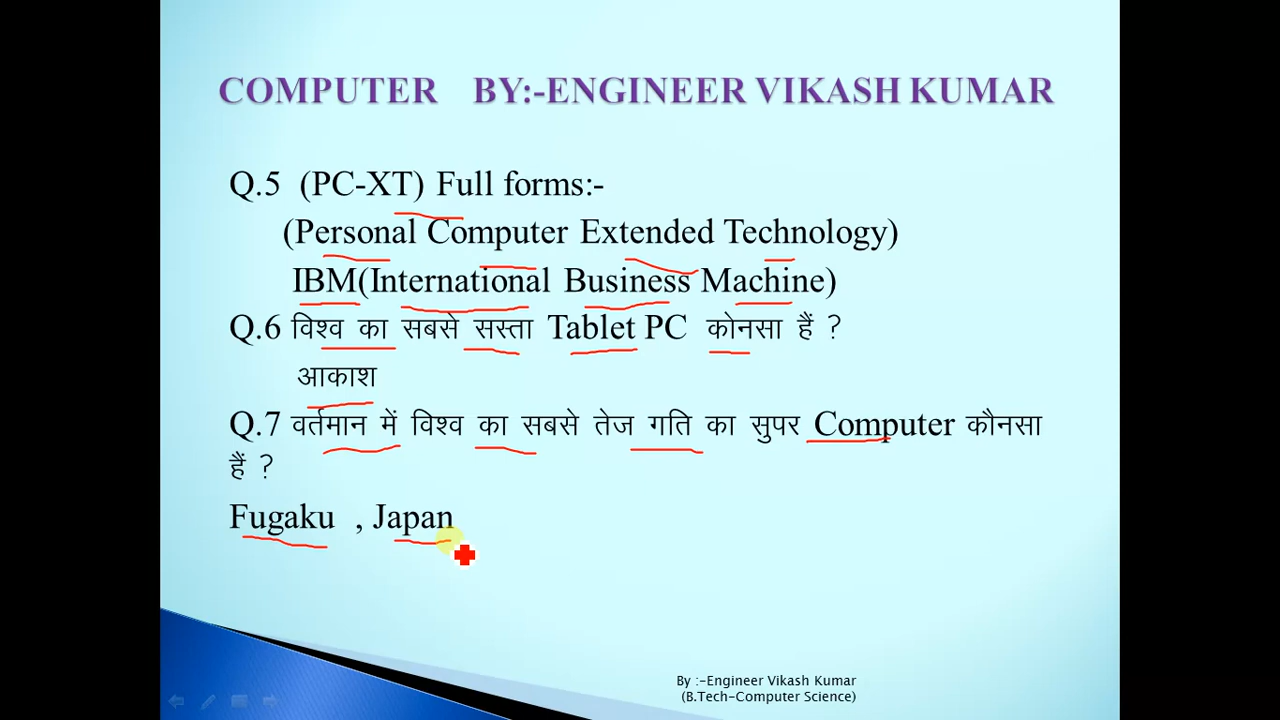 COMPUTER BY:-ENGINEER VIKASH KUMAR
Q.5 (PC-XT) Full forms:-
(Personal Computer Extended Technology)
IBM(International Business Machine)
Q.6 विश्व का सबसे सस्ता Tablet PC कोनसा हैं ?
आकाश
Q.7 वर्तमान में विश्व का सबसे तेज गति का सुपर Computer कौनसा
हैं ?
Fugaku , Japan
By :-Engineer Vikash Kumar
(B.Tech-Computer Science)